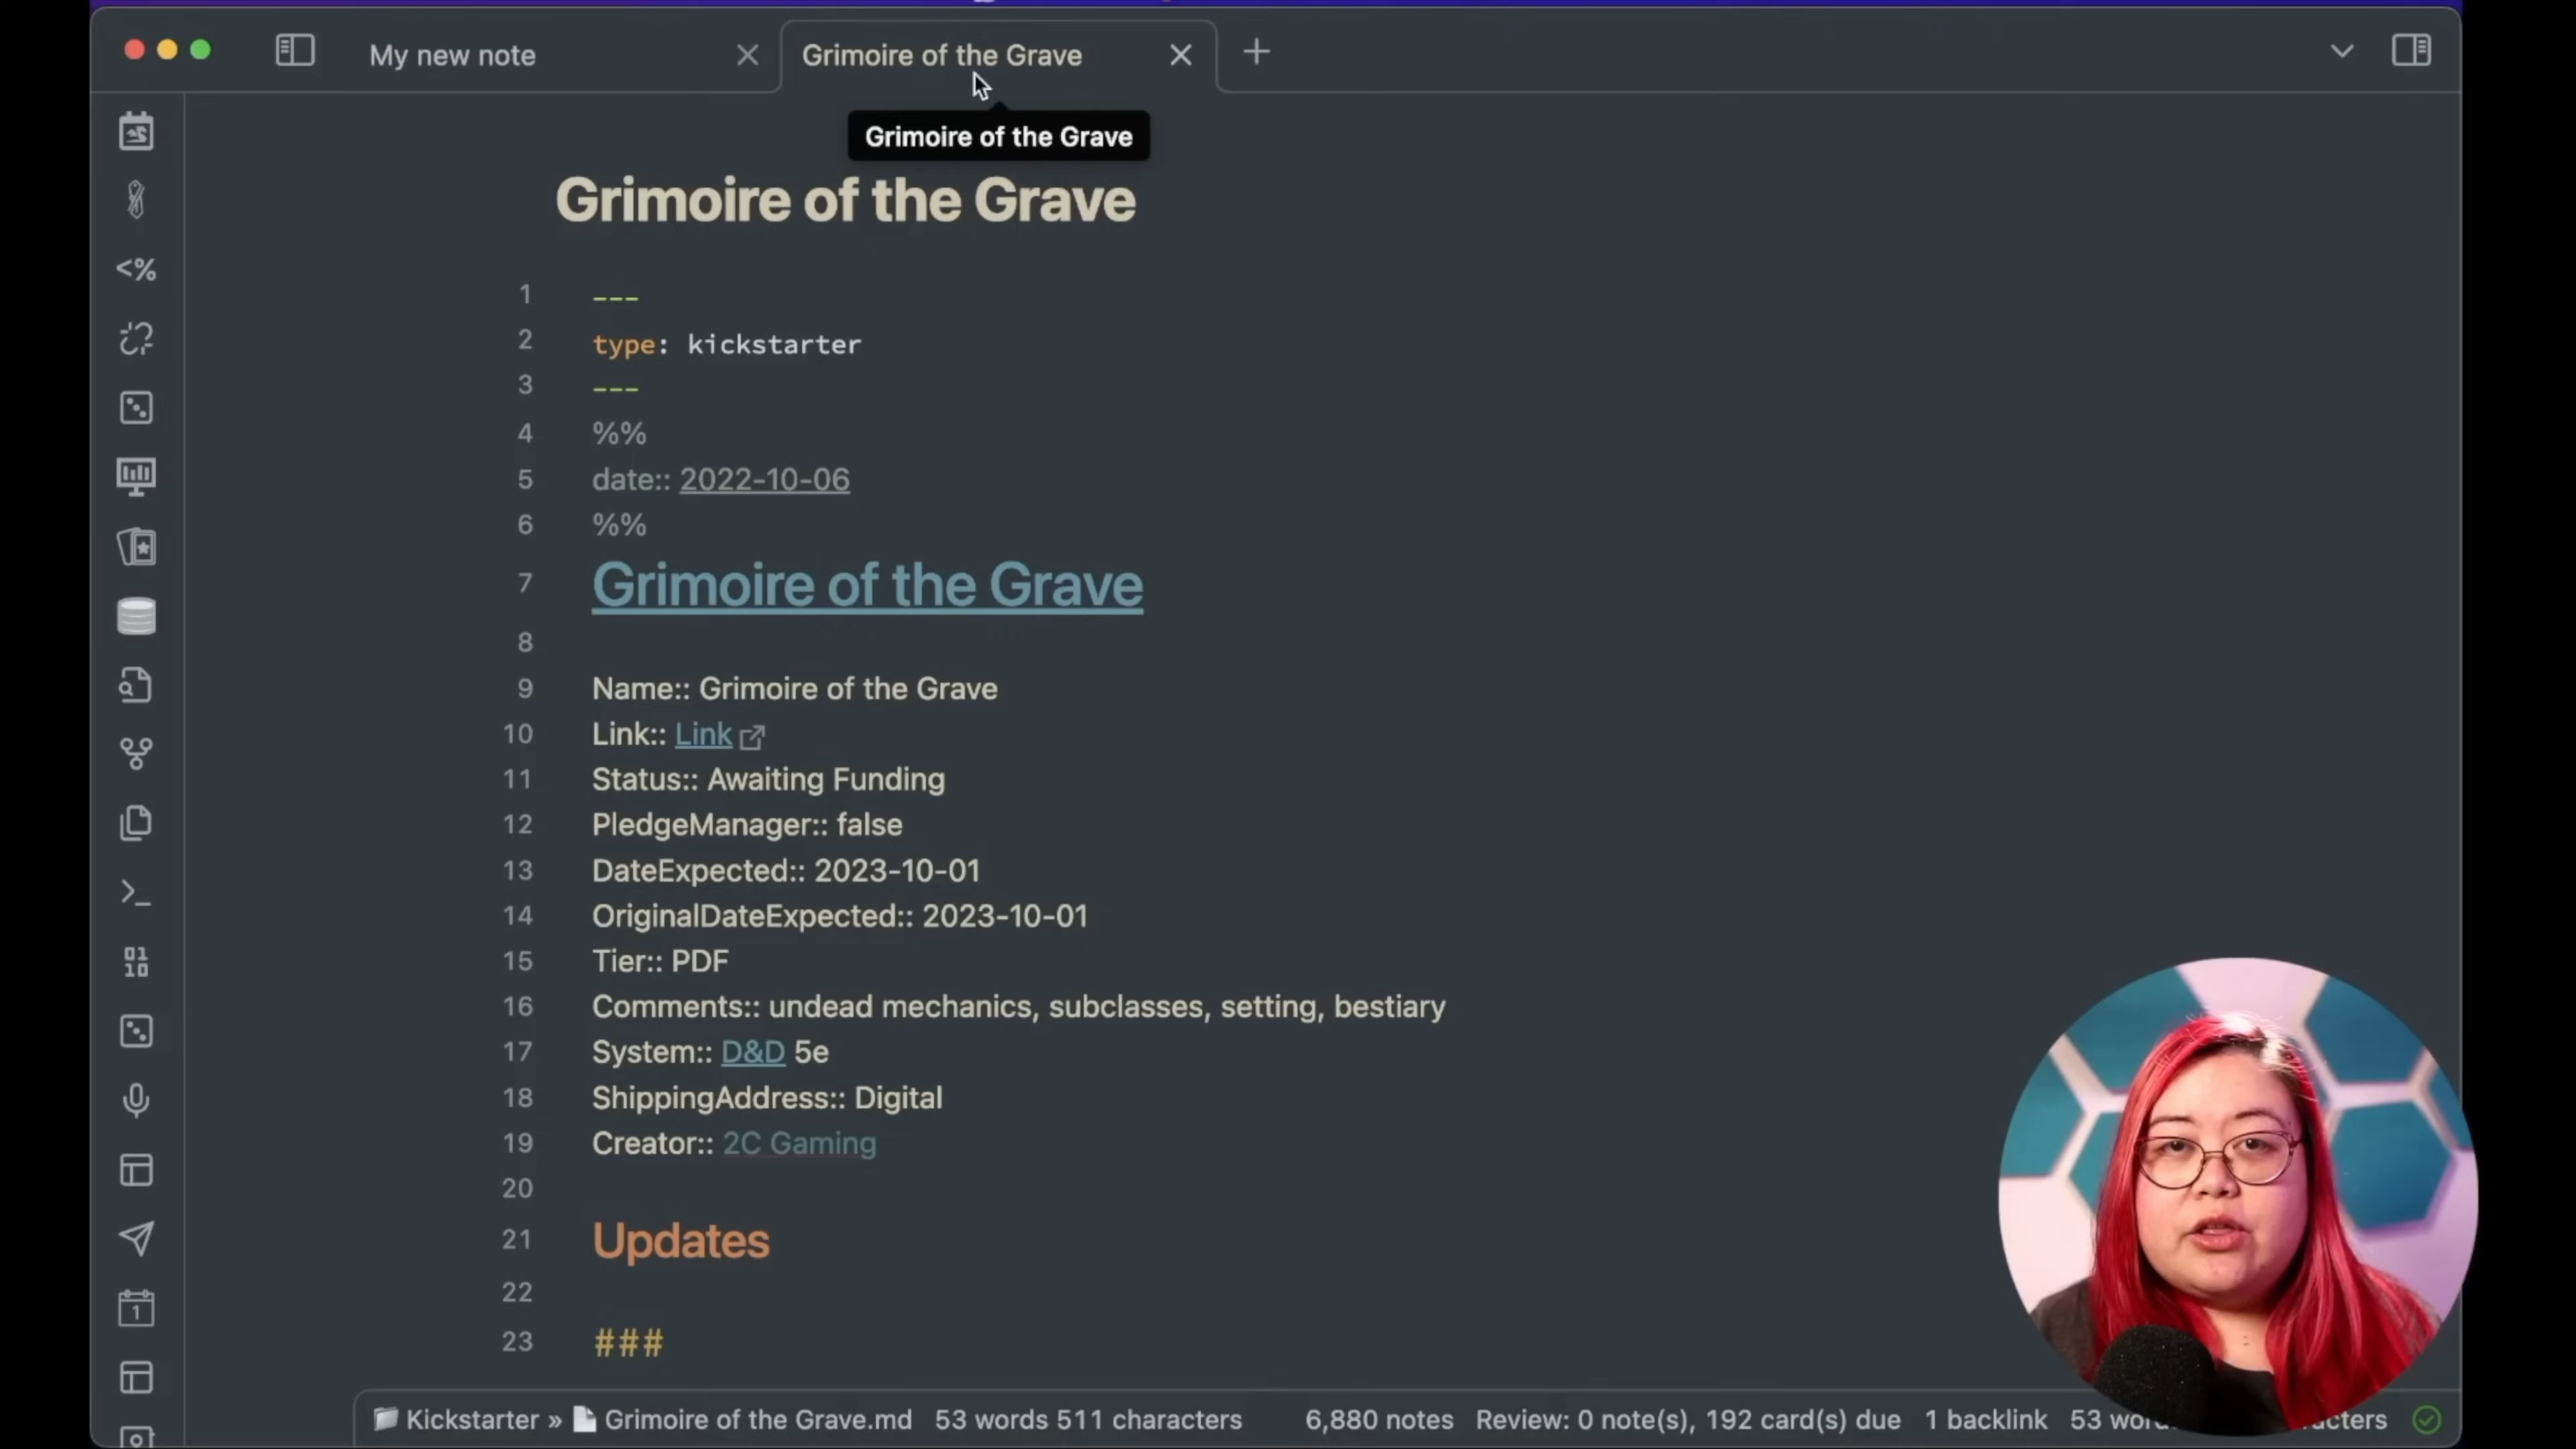 My new note
Grimoire of the Grave
Grimoire of the Grave
Grimoire of the Grave
<%
1 ---
2 type: kickstarter
3 ---
4 %%
5 date:: 2022-10-06
6 %%
7 Grimoire of the Grave
8
9 Name:: Grimoire of the Grave
10 Link:: Link
11 Status:: Awaiting Funding
12 PledgeManager:: false
13 DateExpected:: 2023-10-01
14 OriginalDateExpected:: 2023-10-01
15 Tier:: PDF
16 Comments:: undead mechanics, subclasses, setting, bestiary
17 System:: D&D 5e
18 ShippingAddress:: Digital
19 Creator:: 2C Gaming
20
21 Updates
22
23 ###
01
10
1
Kickstarter » Grimoire of the Grave.md 53 words 511 characters 6,880 notes Review: 0 note(s), 192 card(s) due 1 backlink 53